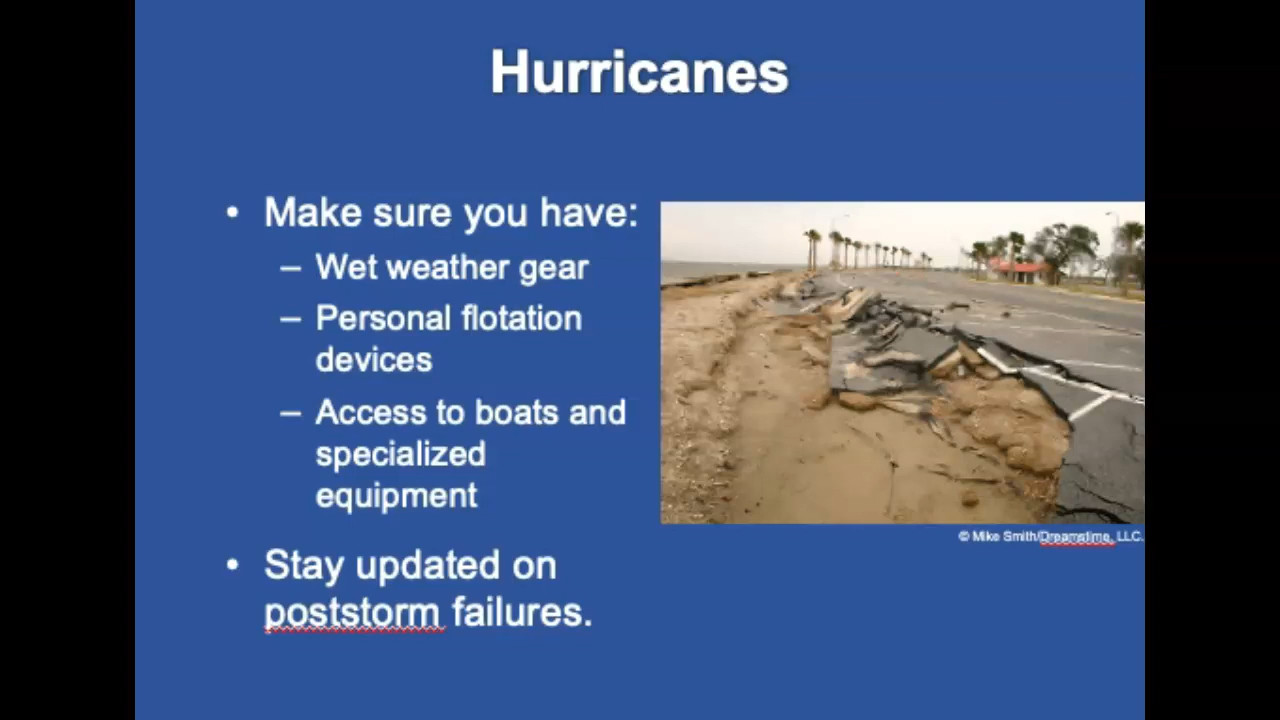 Hurricanes
• Make sure you have:
– Wet weather gear
– Personal flotation
devices
– Access to boats and
specialized
equipment
© Mike Smith/Dreamstime, LLC.
• Stay updated on
poststorm failures.